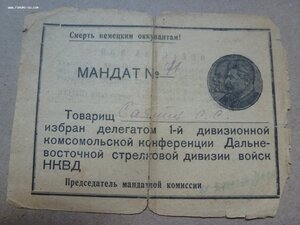 Смерть немецким оккупантам!
МАНДАТ № 11
Товарищ
избран делегатом 1-й дивизионной
комсомольской конференции Дальне-
восточной стрелковой дивизии войск
НКВД
Председатель мандатной комиссии